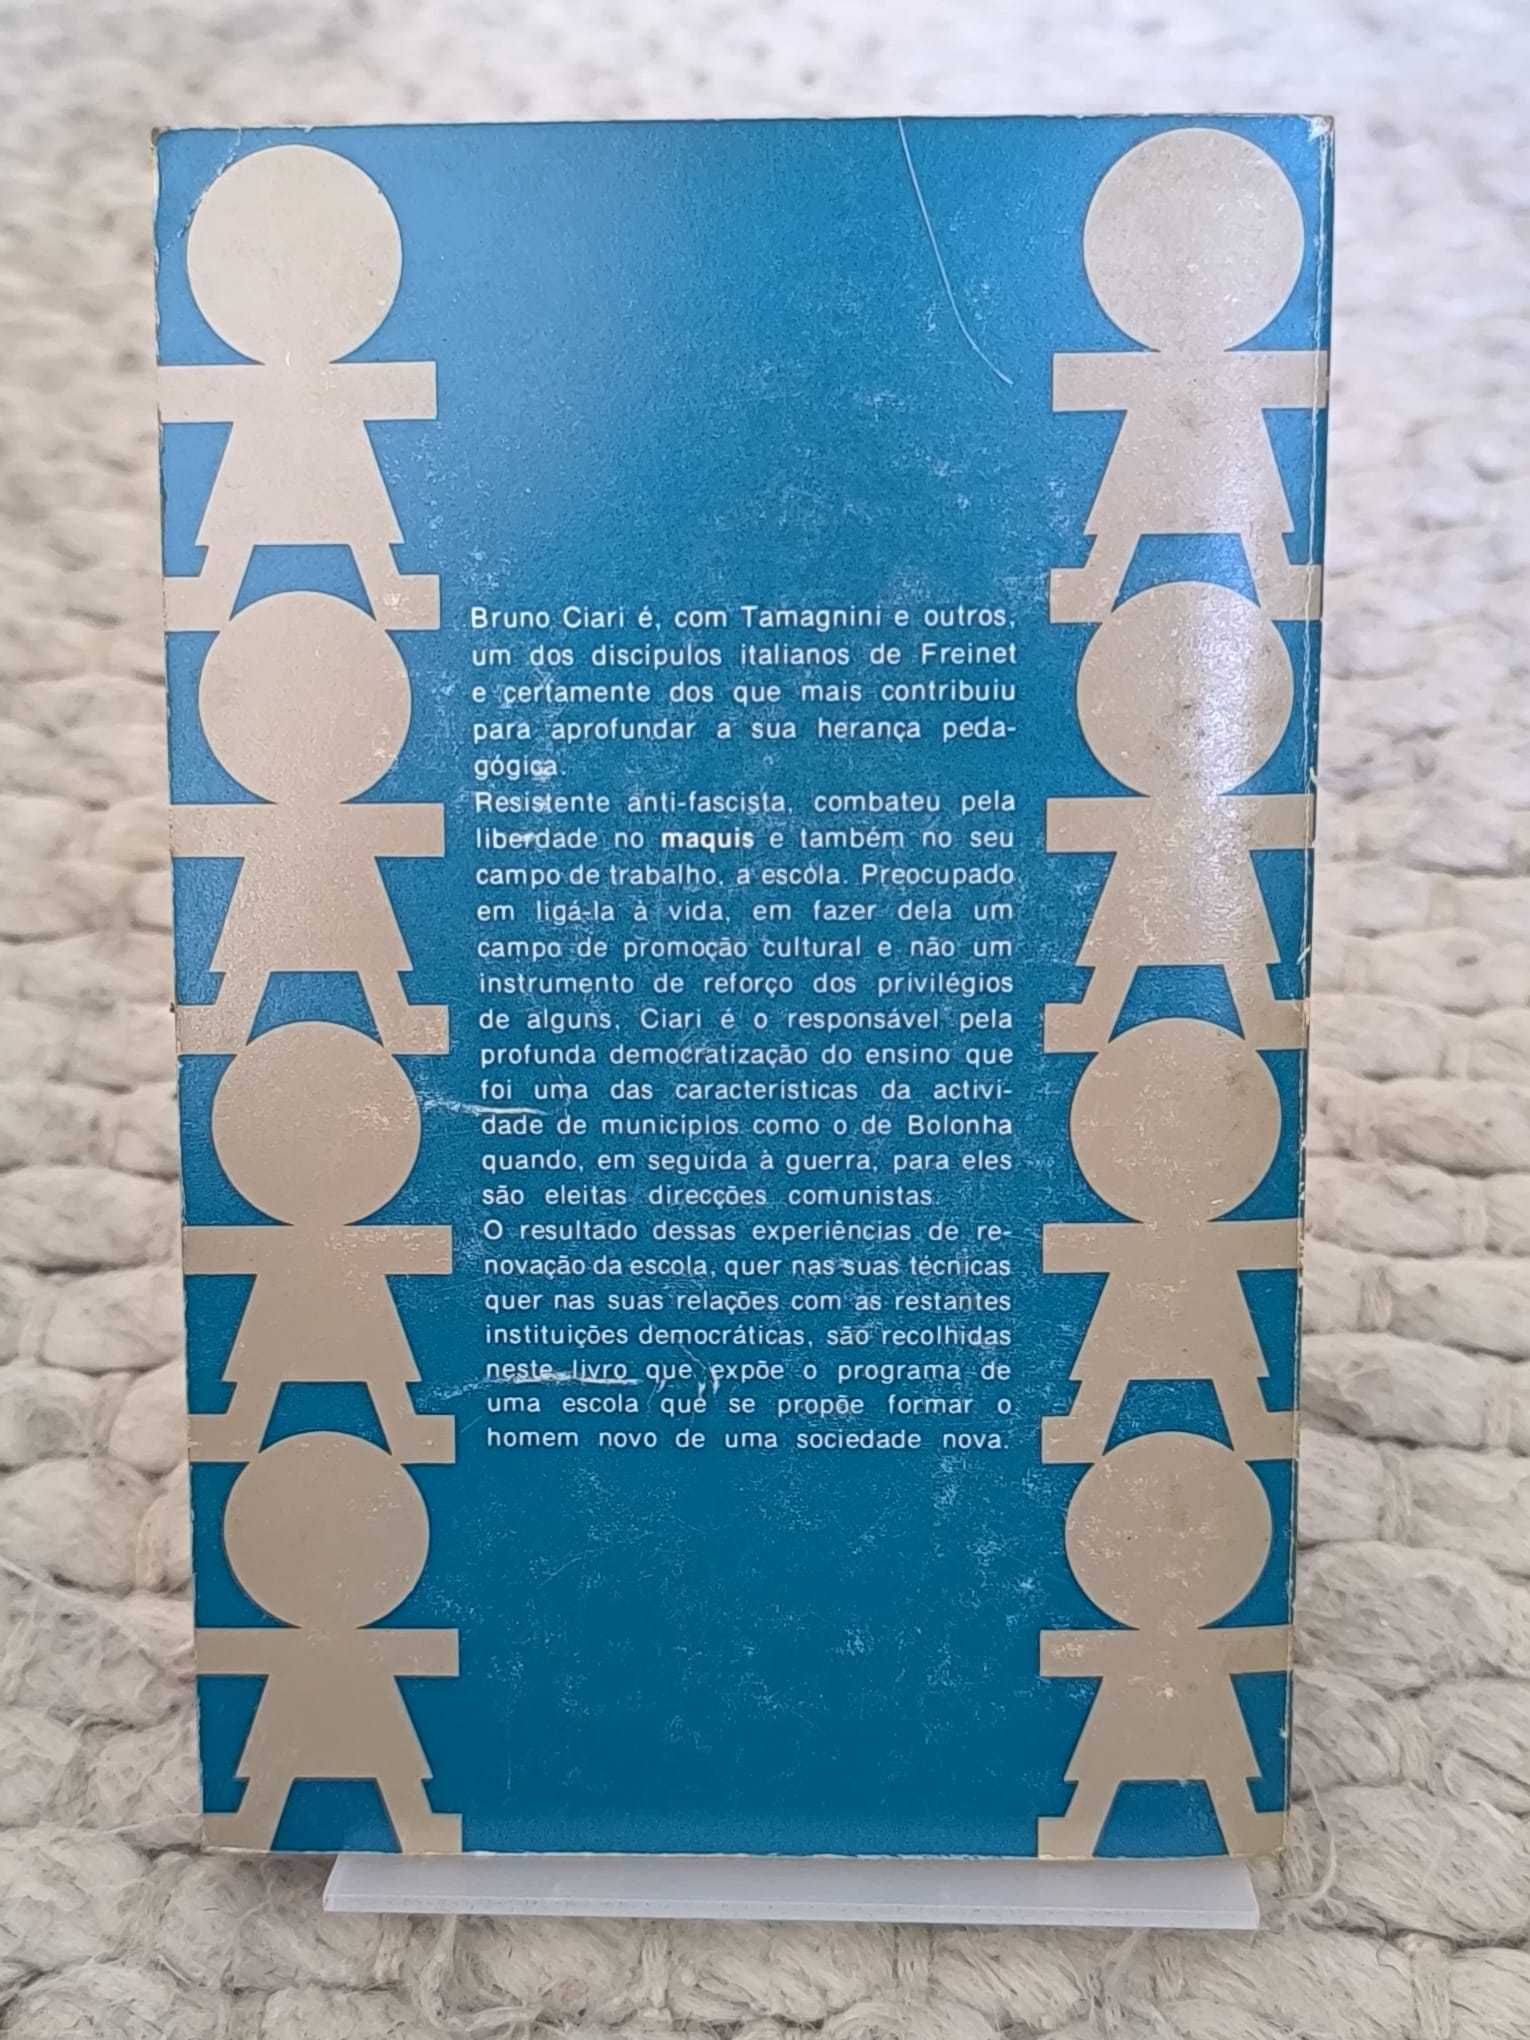 Bruno Ciari é, com Tamagnini e outros,
um dos discípulos italianos de Freinet
e certamente dos que mais contribuiu
para aprofundar a sua herança peda-
gógica.
Resistente anti-fascista, combateu pela
liberdade no maquis e também no seu
campo de trabalho, a escola. Preocupado
em ligá-la à vida, em fazer dela um
campo de promoção cultural e não um
instrumento de reforço dos privilégios
de alguns, Ciari é o responsável pela
profunda democratização do ensino que
foi uma das características da activi-
dade de municípios como o de Bolonha
quando, em seguida à guerra, para eles
são eleitas direcções comunistas.
O resultado dessas experiências de re-
novação da escola, quer nas suas técnicas
quer nas suas relações com as restantes
instituições democráticas, são recolhidas
neste livro que expõe o programa de
uma escola que se propõe formar o
homem novo de uma sociedade nova.